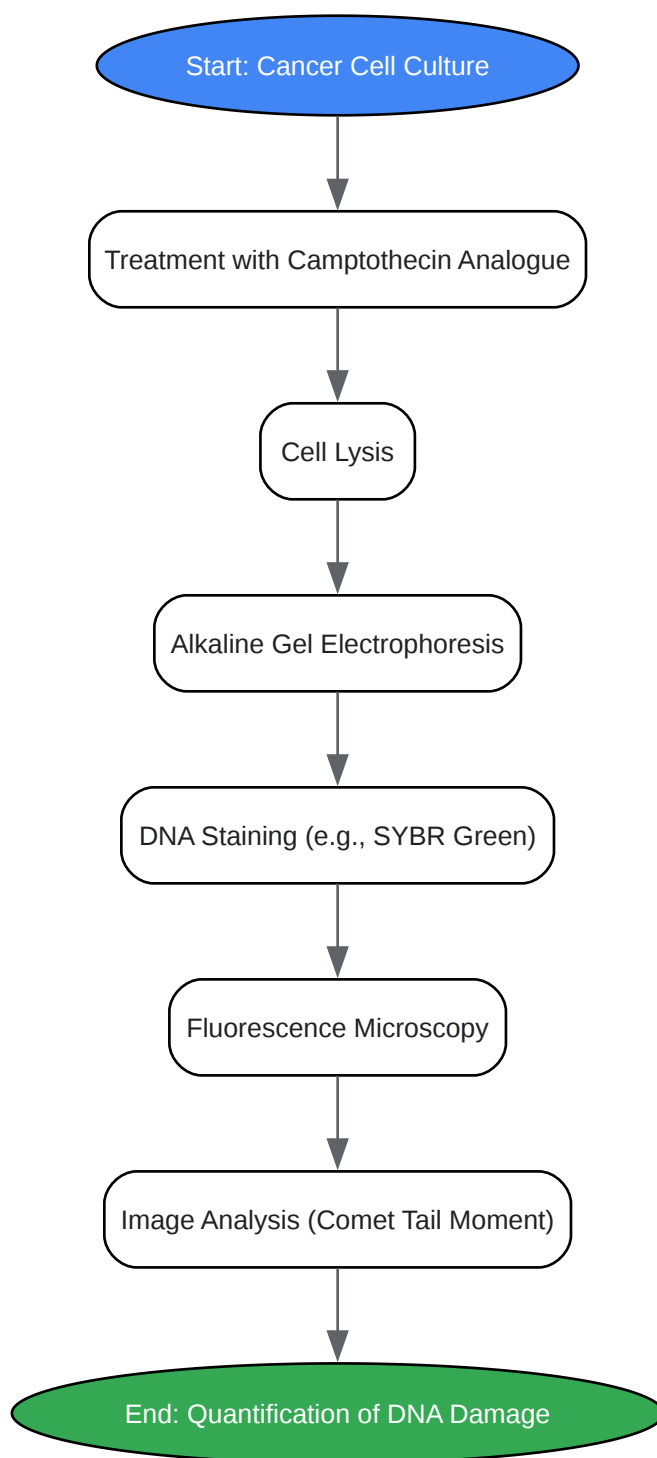 Start: Cancer Cell Culture
Treatment with Camptothecin Analogue
Cell Lysis
Alkaline Gel Electrophoresis
DNA Staining (e.g., SYBR Green)
Fluorescence Microscopy
Image Analysis (Comet Tail Moment)
End: Quantification of DNA Damage